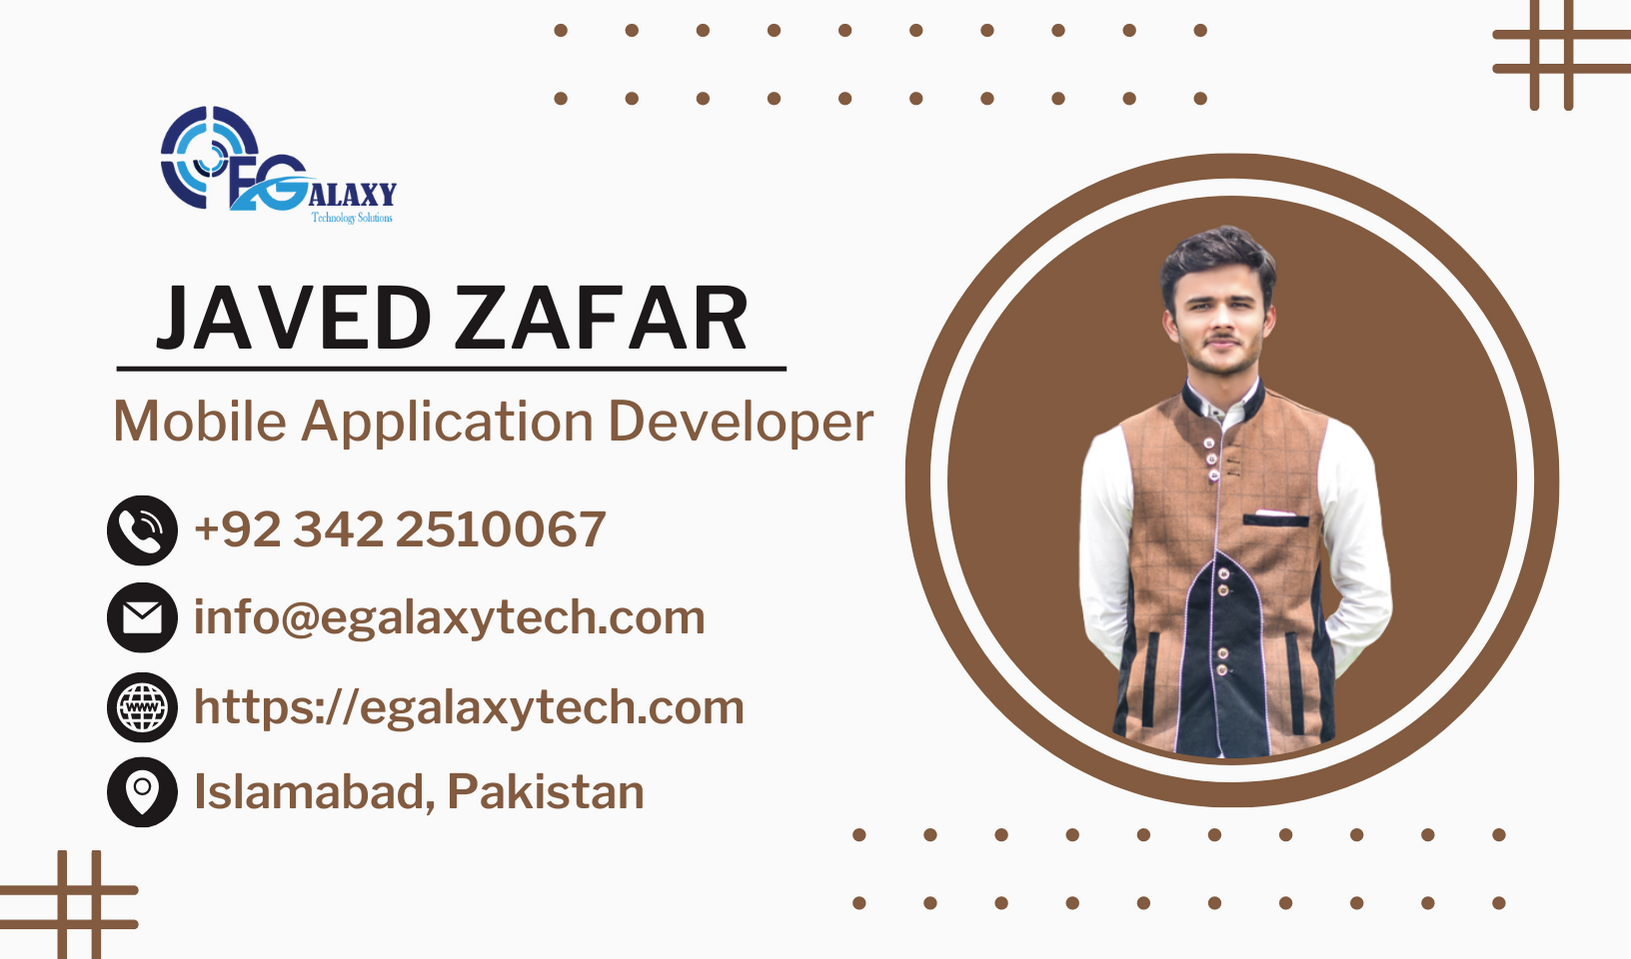 EGALAXY
Technology Solutions
JAVED ZAFAR
Mobile Application Developer
+92 342 2510067
info@egalaxytech.com
www
https://egalaxytech.com
Islamabad, Pakistan